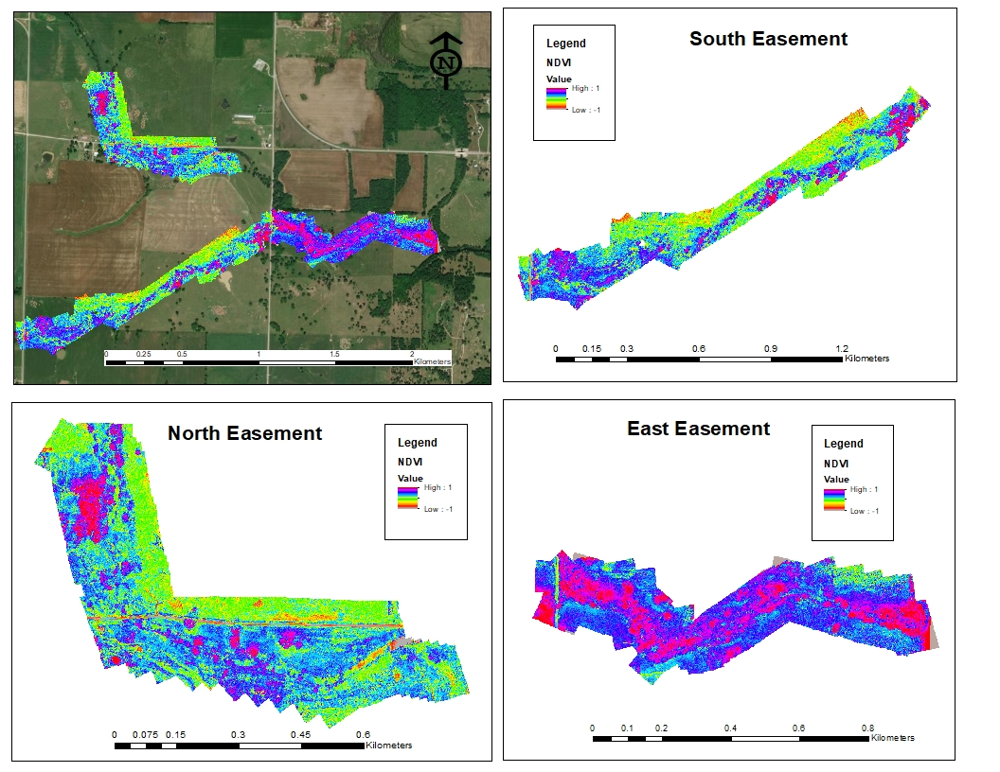 N
0 0.25 0.5 1 1.5 2
Kilometers
South Easement
Legend
NDVI
Value
High : 1
Low : -1
0 0.15 0.3 0.6 0.9 1.2
Kilometers
North Easement
Legend
NDVI
Value
High : 1
Low : -1
0 0.075 0.15 0.3 0.45 0.6
Kilometers
East Easement
Legend
NDVI
Value
High : 1
Low : -1
0 0.1 0.2 0.4 0.6 0.8
Kilometers